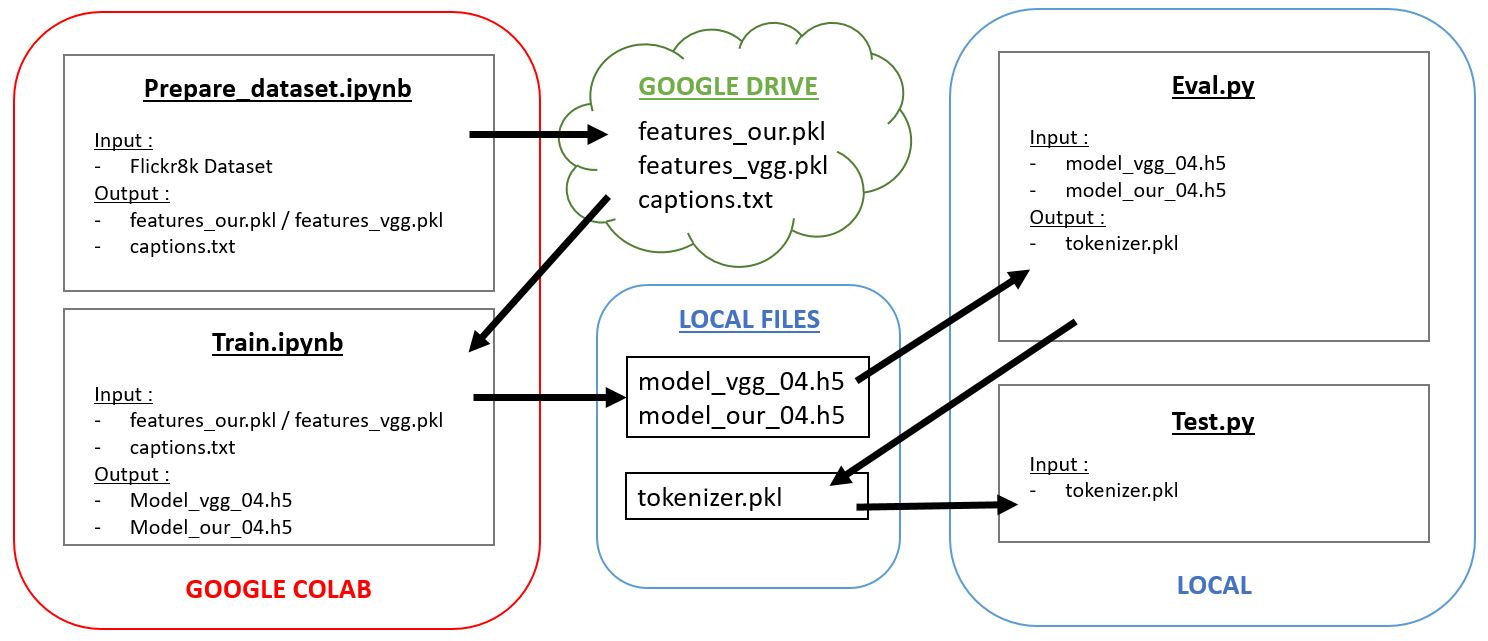 Prepare_dataset.ipynb
Input :
- Flickr8k Dataset
Output :
- features_our.pkl / features_vgg.pkl
- captions.txt
Train.ipynb
Input :
- features_our.pkl / features_vgg.pkl
- captions.txt
Output :
- Model_vgg_04.h5
- Model_our_04.h5
GOOGLE COLAB
GOOGLE DRIVE
features_our.pkl
features_vgg.pkl
captions.txt
LOCAL FILES
model_vgg_04.h5
model_our_04.h5
tokenizer.pkl
Eval.py
Input :
- model_vgg_04.h5
- model_our_04.h5
Output :
- tokenizer.pkl
Test.py
Input :
- tokenizer.pkl
LOCAL